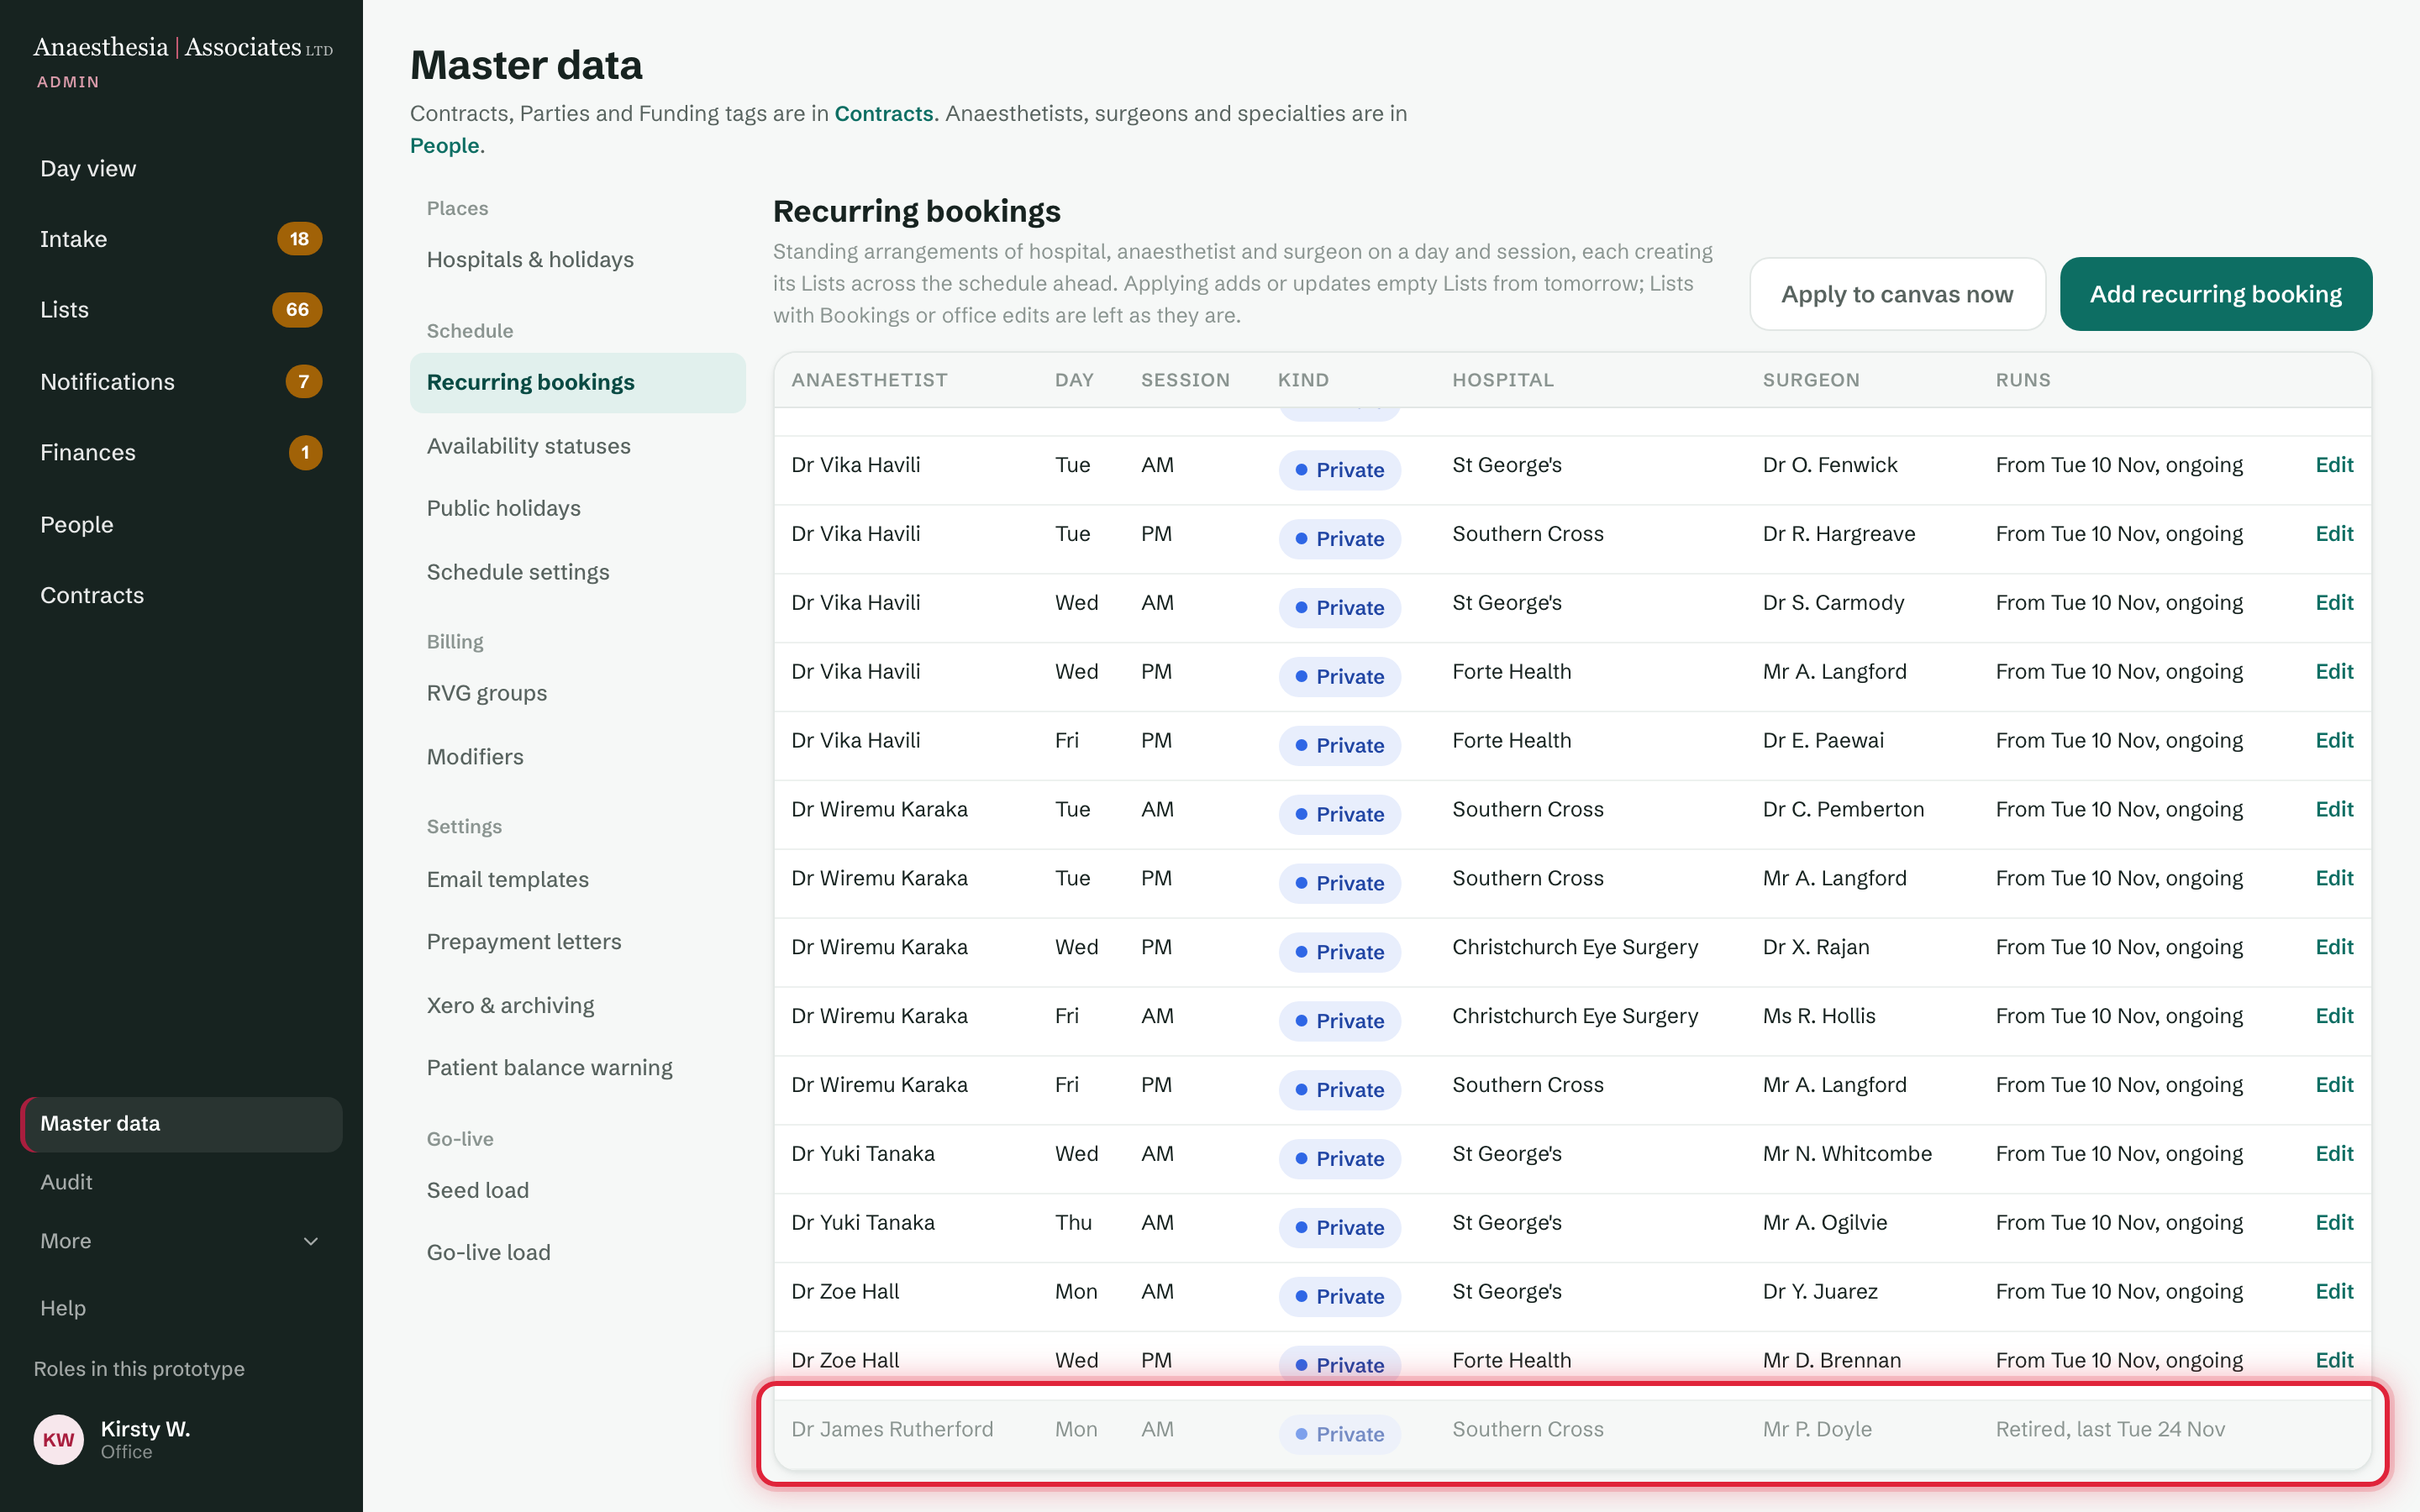 Anaesthesia | Associates LTD
ADMIN
Day view
Intake 18
Lists 66
Notifications 7
Finances 1
People
Contracts
Master data
Audit
More
Help
Roles in this prototype
KW Kirsty W.
Office
Master data
Contracts, Parties and Funding tags are in Contracts. Anaesthetists, surgeons and specialties are in
People.
Places
Hospitals & holidays
Schedule
Recurring bookings
Availability statuses
Public holidays
Schedule settings
Billing
RVG groups
Modifiers
Settings
Email templates
Prepayment letters
Xero & archiving
Patient balance warning
Go-live
Seed load
Go-live load
Recurring bookings
Standing arrangements of hospital, anaesthetist and surgeon on a day and session, each creating
its Lists across the schedule ahead. Applying adds or updates empty Lists from tomorrow; Lists
with Bookings or office edits are left as they are.
Apply to canvas now
Add recurring booking
ANAESTHETIST DAY SESSION KIND HOSPITAL SURGEON RUNS
Dr Vika Havili Tue AM Private St George's Dr O. Fenwick From Tue 10 Nov, ongoing Edit
Dr Vika Havili Tue PM Private Southern Cross Dr R. Hargreave From Tue 10 Nov, ongoing Edit
Dr Vika Havili Wed AM Private St George's Dr S. Carmody From Tue 10 Nov, ongoing Edit
Dr Vika Havili Wed PM Private Forte Health Mr A. Langford From Tue 10 Nov, ongoing Edit
Dr Vika Havili Fri PM Private Forte Health Dr E. Paewai From Tue 10 Nov, ongoing Edit
Dr Wiremu Karaka Tue AM Private Southern Cross Dr C. Pemberton From Tue 10 Nov, ongoing Edit
Dr Wiremu Karaka Tue PM Private Southern Cross Mr A. Langford From Tue 10 Nov, ongoing Edit
Dr Wiremu Karaka Wed PM Private Christchurch Eye Surgery Dr X. Rajan From Tue 10 Nov, ongoing Edit
Dr Wiremu Karaka Fri AM Private Christchurch Eye Surgery Ms R. Hollis From Tue 10 Nov, ongoing Edit
Dr Wiremu Karaka Fri PM Private Southern Cross Mr A. Langford From Tue 10 Nov, ongoing Edit
Dr Yuki Tanaka Wed AM Private St George's Mr N. Whitcombe From Tue 10 Nov, ongoing Edit
Dr Yuki Tanaka Thu AM Private St George's Mr A. Ogilvie From Tue 10 Nov, ongoing Edit
Dr Zoe Hall Mon AM Private St George's Dr Y. Juarez From Tue 10 Nov, ongoing Edit
Dr Zoe Hall Wed PM Private Forte Health Mr D. Brennan From Tue 10 Nov, ongoing Edit
Dr James Rutherford Mon AM Private Southern Cross Mr P. Doyle Retired, last Tue 24 Nov